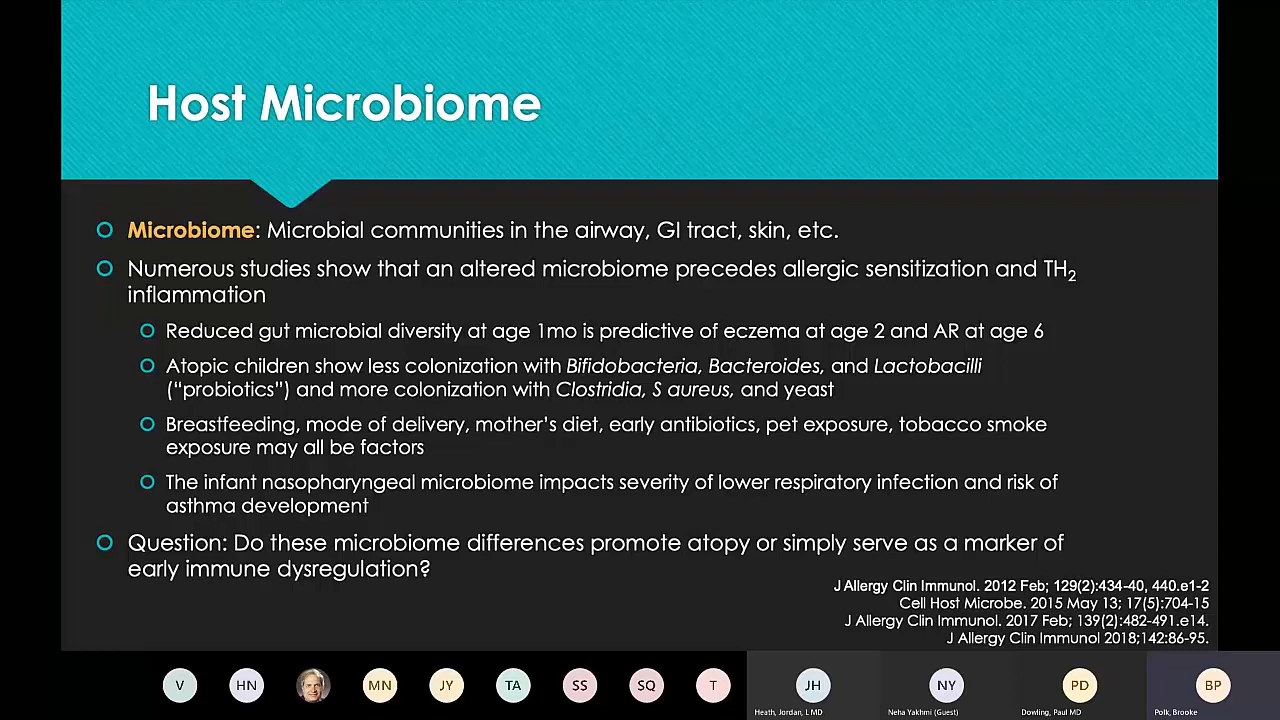 Host Microbiome
Microbiome: Microbial communities in the airway, GI tract, skin, etc.
Numerous studies show that an altered microbiome precedes allergic sensitization and TH2
inflammation
Reduced gut microbial diversity at age 1mo is predictive of eczema at age 2 and AR at age 6
Atopic children show less colonization with Bifidobacteria, Bacteroides, and Lactobacilli
(“probiotics”) and more colonization with Clostridia, S aureus, and yeast
Breastfeeding, mode of delivery, mother’s diet, early antibiotics, pet exposure, tobacco smoke
exposure may all be factors
The infant nasopharyngeal microbiome impacts severity of lower respiratory infection and risk of
asthma development
Question: Do these microbiome differences promote atopy or simply serve as a marker of
early immune dysregulation?
J Allergy Clin Immunol. 2012 Feb; 129(2):434-40, 440.e1-2
Cell Host Microbe. 2015 May 13; 17(5):704-15
J Allergy Clin Immunol. 2017 Feb; 139(2):482-491.e14.
J Allergy Clin Immunol 2018;142:86-95.
V HN MN JY TA SS SQ T JH NY PD BP
Heath, Jordan, L MD Neha Yakhmi (Guest) Dowling, Paul MD Polk, Brooke